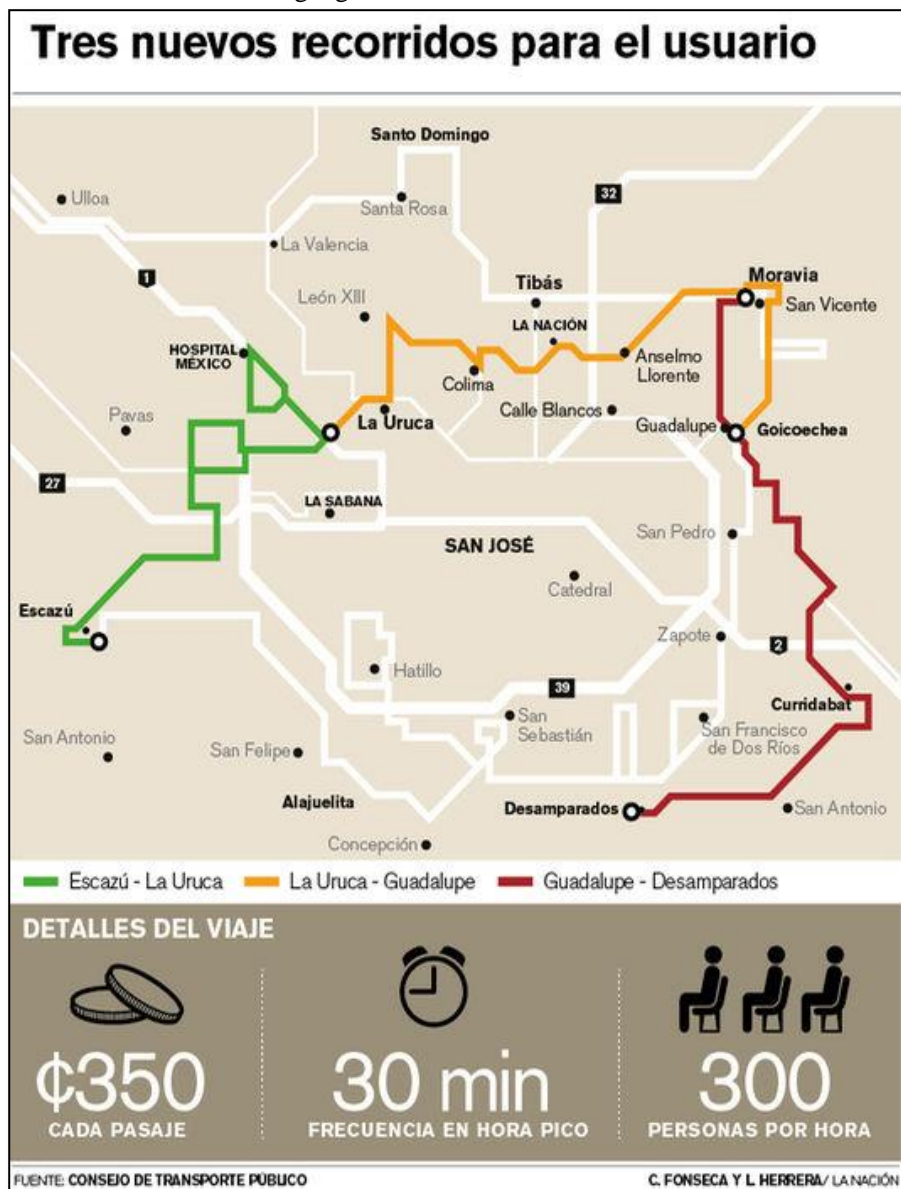 Tres nuevos recorridos para el usuario
Santo Domingo
32
Ulloa
Santa Rosa
La Valencia
1
Moravia
León XIII
Tibás
San Vicente
LA NACIÓN
HOSPITAL
MÉXICO
Anselmo
Llorente
Colima
Pavas
La Uruca
Calle Blancos
Guadalupe
Goicoechea
27
LA SABANA
San Pedro
SAN JOSÉ
Catedral
Escazú
Zapote
2
Hatillo
39
Curridabat
San Antonio
San Felipe
San
Sebastián
San Francisco
de Dos Ríos
Alajuelita
Desamparados
San Antonio
Concepción
Escazú - La Uruca
La Uruca - Guadalupe
Guadalupe - Desamparados
DETALLES DEL VIAJE
₡350
CADA PASAJE
30 min
FRECUENCIA EN HORA PICO
300
PERSONAS POR HORA
FUENTE: CONSEJO DE TRANSPORTE PÚBLICO
C. FONSECA Y L. HERRERA / LA NACIÓN